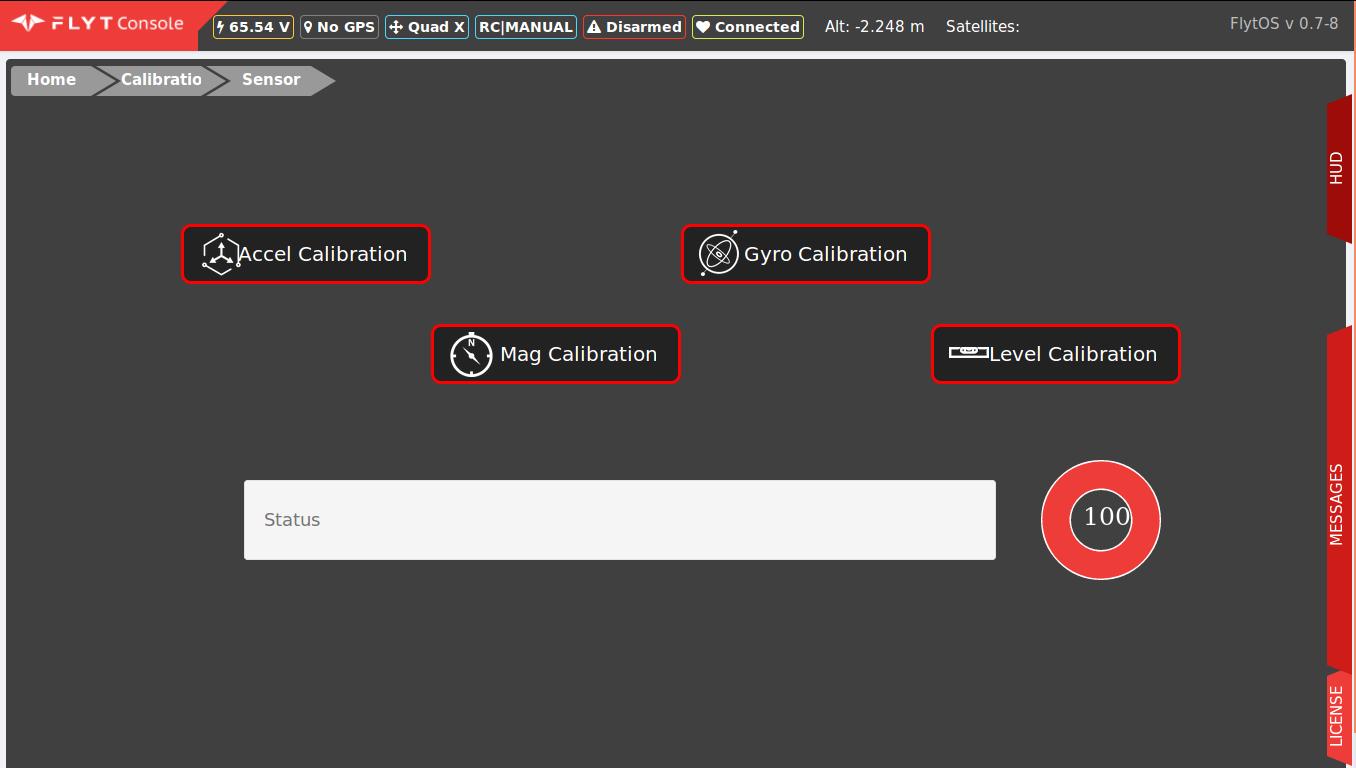 FLYT Console
65.54 V
No GPS
Quad X
RC|MANUAL
Disarmed
Connected
Alt: -2.248 m
Satellites:
FlytOS v 0.7-8
Home
Calibratio
Sensor
HUD
Accel Calibration
Gyro Calibration
N
Mag Calibration
Level Calibration
Status
100
MESSAGES
LICENSE